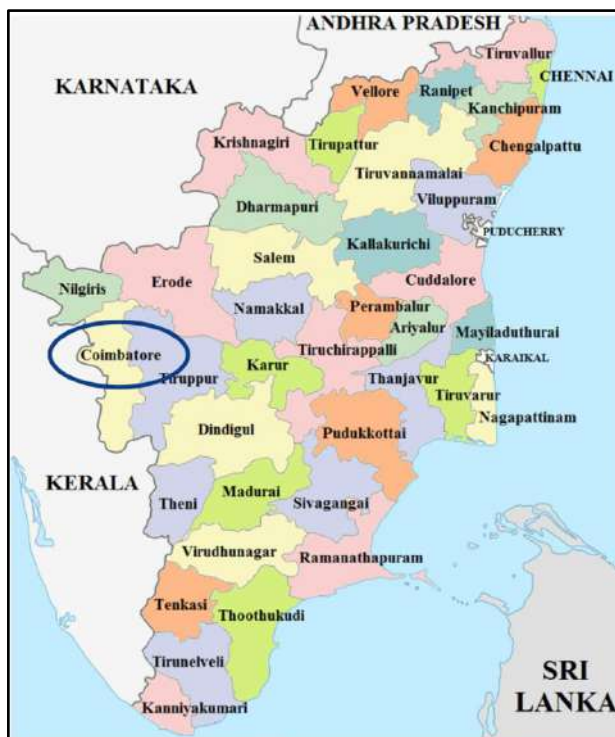 ANDHRA PRADESH
Tiruvallur
KARNATAKA
CHENNAI
Vellore
Ranipet
Kanchipuram
Krishnagiri
Tirupattur
Chengalpattu
Tiruvannamalai
Viluppuram
Dharmapuri
PUDUCHERRY
Kallakurichi
Salem
Cuddalore
Erode
Nilgiris
Namakkal
Perambalur
Ariyalur
Mayiladuthurai
Coimbatore
Tiruchirappalli
KARAIKAL
Karur
Tiruppur
Thanjavur
Tiruvarur
Nagapattinam
Dindigul
Pudukkottai
KERALA
Theni
Madurai
Sivagangai
Virudhunagar
Ramanathapuram
Tenkasi
Thoothukudi
Tirunelveli
SRI
LANKA
Kanniyakumari